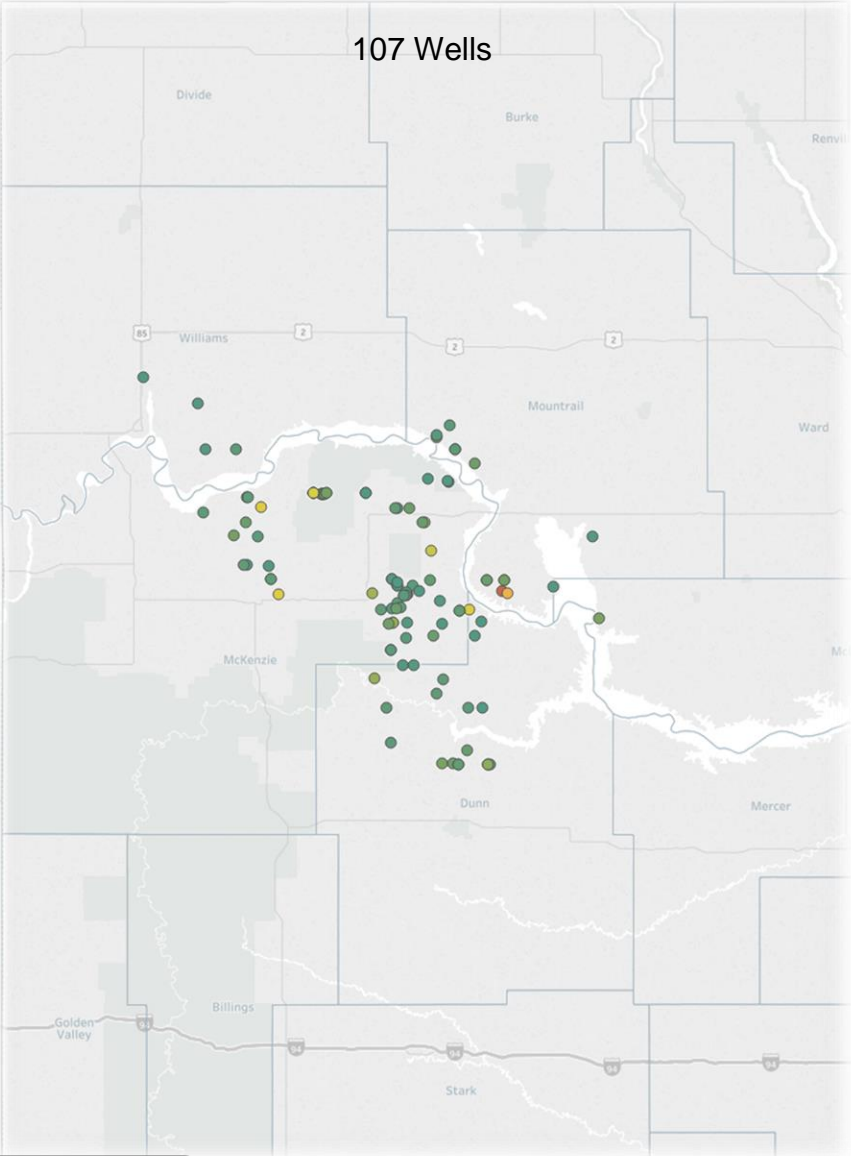 107 Wells
Divide
Burke
Renvil
85
Williams
2
2
2
Mountrail
Ward
McKenzie
Mc
Dunn
Mercer
Billings
Golden
Valley
94
94
94
94
94
Stark